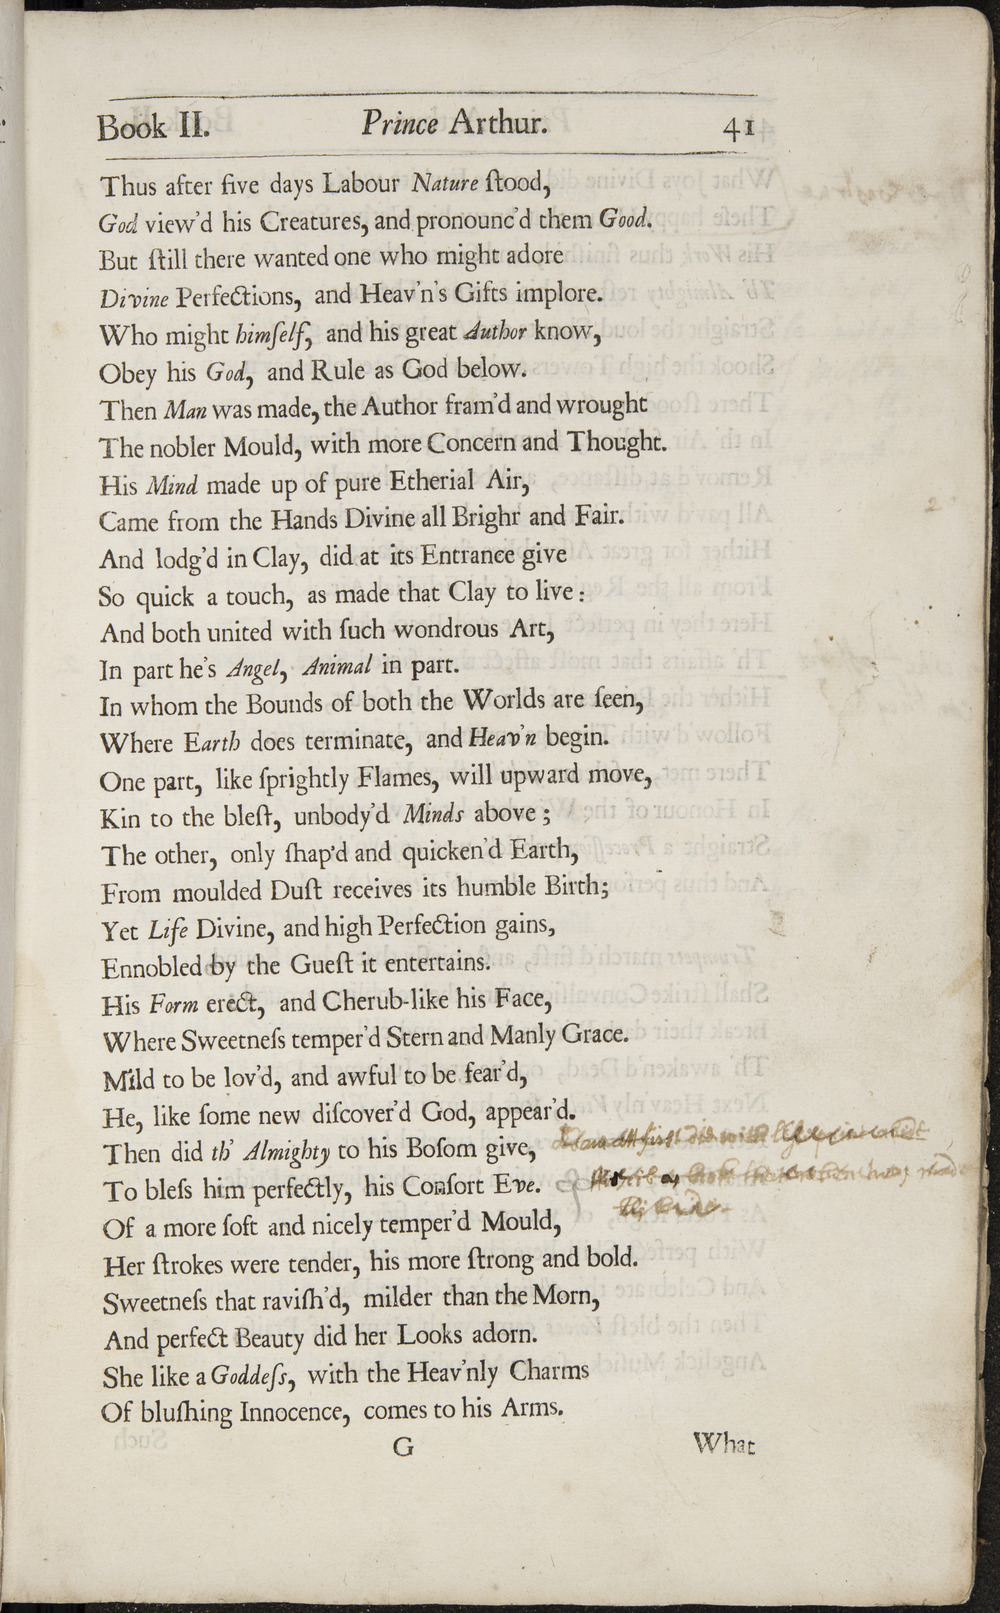 Book II. Prince Arthur. 41
Thus after five days Labour Nature ſtood,
God view'd his Creatures, and pronounc'd them Good.
But ſtill there wanted one who might adore
Divine Perfections, and Heav'n's Gifts implore.
Who might himſelf, and his great Author know,
Obey his God, and Rule as God below.
Then Man was made, the Author fram'd and wrought
The nobler Mould, with more Concern and Thought.
His Mind made up of pure Etherial Air,
Came from the Hands Divine all Brighr and Fair.
And lodg'd in Clay, did at its Entrance give
So quick a touch, as made that Clay to live:
And both united with ſuch wondrous Art,
In part he's Angel, Animal in part.
In whom the Bounds of both the Worlds are ſeen,
Where Earth does terminate, and Heav'n begin.
One part, like ſprightly Flames, will upward move,
Kin to the bleſt, unbody'd Minds above;
The other, only ſhap'd and quicken'd Earth,
From moulded Duſt receives its humble Birth;
Yet Life Divine, and high Perfection gains,
Ennobled by the Gueſt it entertains.
His Form erect, and Cherub-like his Face,
Where Sweetneſs temper'd Stern and Manly Grace.
Mild to be lov'd, and awful to be fear'd,
He, like ſome new diſcover'd God, appear'd.
Then did th' Almighty to his Boſom give,
To bleſs him perfectly, his Conſort Eve.
Of a more ſoft and nicely temper'd Mould,
Her ſtrokes were tender, his more ſtrong and bold.
Sweetneſs that raviſh'd, milder than the Morn,
And perfect Beauty did her Looks adorn.
She like a Goddeſs, with the Heav'nly Charms
Of bluſhing Innocence, comes to his Arms.
G What